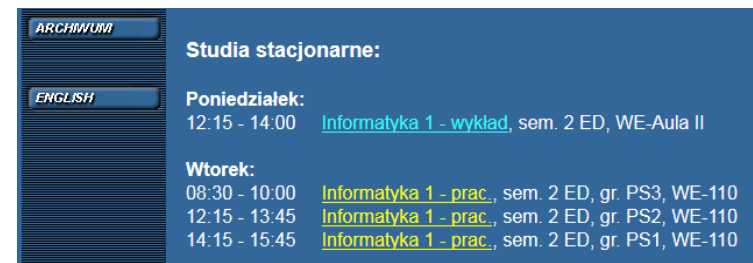 ARCHIWUM
Studia stacjonarne:
ENGLISH
Poniedziałek:
12:15 - 14:00 Informatyka 1 - wykład, sem. 2 ED, WE-Aula II
Wtorek:
08:30 - 10:00 Informatyka 1 - prac., sem. 2 ED, gr. PS3, WE-110
12:15 - 13:45 Informatyka 1 - prac., sem. 2 ED, gr. PS2, WE-110
14:15 - 15:45 Informatyka 1 - prac., sem. 2 ED, gr. PS1, WE-110